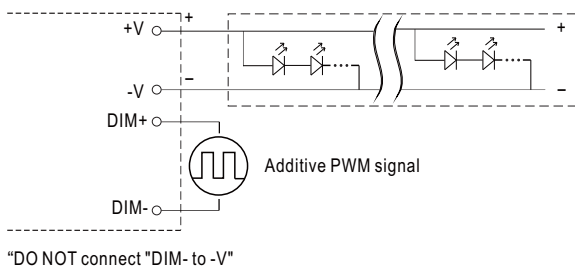 +V
+
+
-V
−
−
DIM+
Additive PWM signal
DIM-
“DO NOT connect "DIM- to -V"